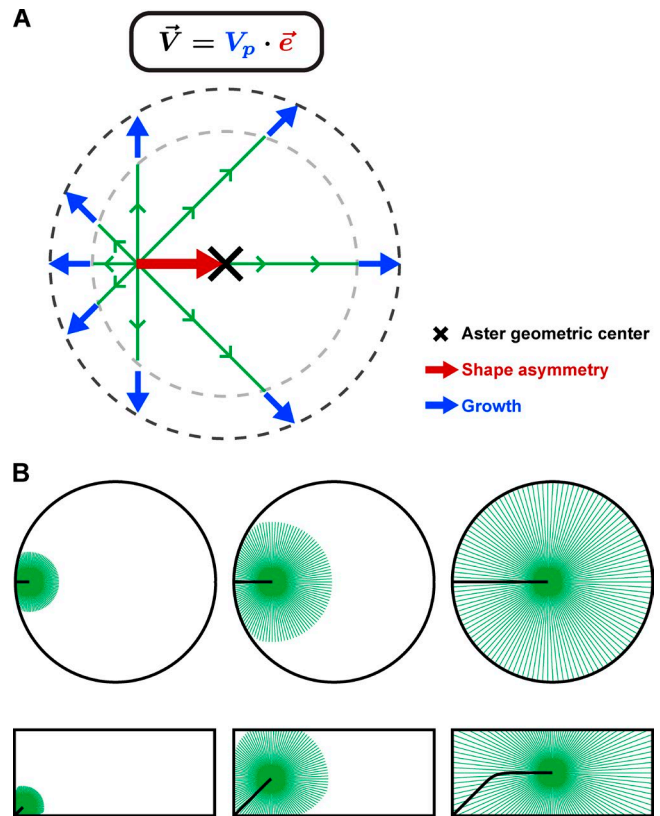 A
V⃗ = Vₚ · e⃗
Aster geometric center
Shape asymmetry
Growth
B